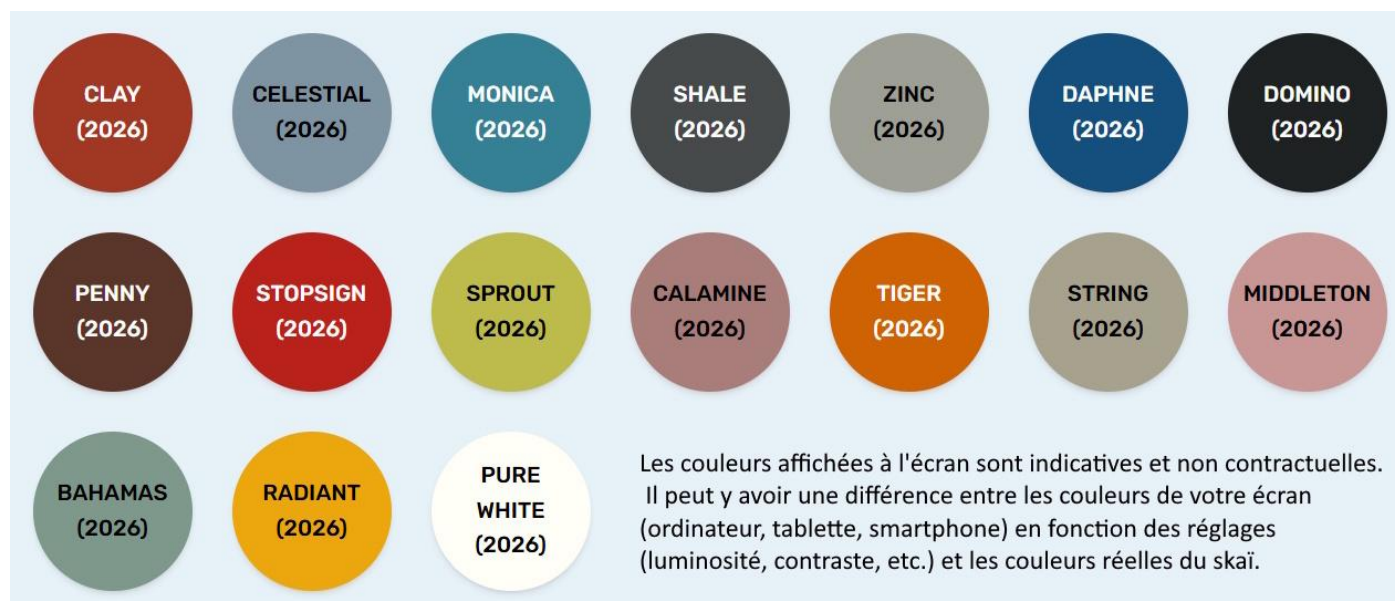 CLAY
(2026)
CELESTIAL
(2026)
MONICA
(2026)
SHALE
(2026)
ZINC
(2026)
DAPHNE
(2026)
DOMINO
(2026)
PENNY
(2026)
STOPSIGN
(2026)
SPROUT
(2026)
CALAMINE
(2026)
TIGER
(2026)
STRING
(2026)
MIDDLETON
(2026)
BAHAMAS
(2026)
RADIANT
(2026)
PURE
WHITE
(2026)
Les couleurs affichées à l'écran sont indicatives et non contractuelles.
Il peut y avoir une différence entre les couleurs de votre écran
(ordinateur, tablette, smartphone) en fonction des réglages
(luminosité, contraste, etc.) et les couleurs réelles du skaï.